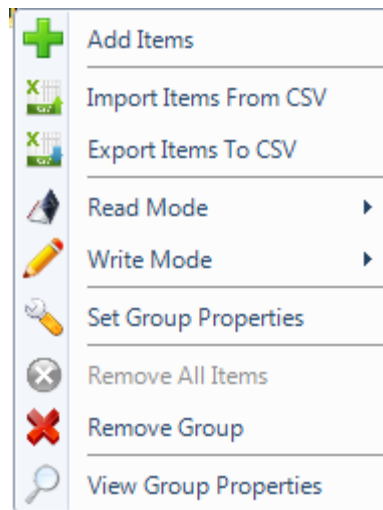 Add Items
Import Items From CSV
Export Items To CSV
Read Mode
Write Mode
Set Group Properties
Remove All Items
Remove Group
View Group Properties